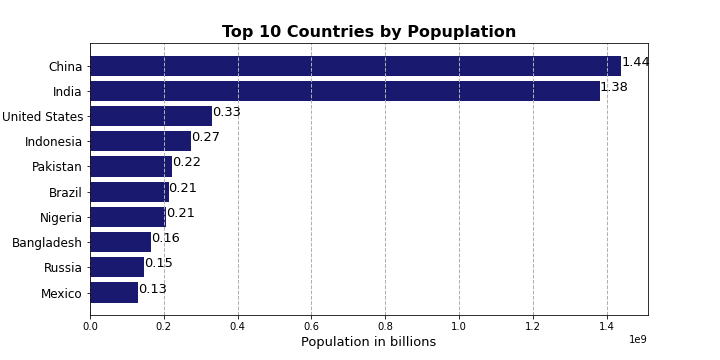 Top 10 Countries by Popuplation
China 1.44
India 1.38
United States 0.33
Indonesia 0.27
Pakistan 0.22
Brazil 0.21
Nigeria 0.21
Bangladesh 0.16
Russia 0.15
Mexico 0.13
0.0 0.2 0.4 0.6 0.8 1.0 1.2 1.4
1e9
Population in billions